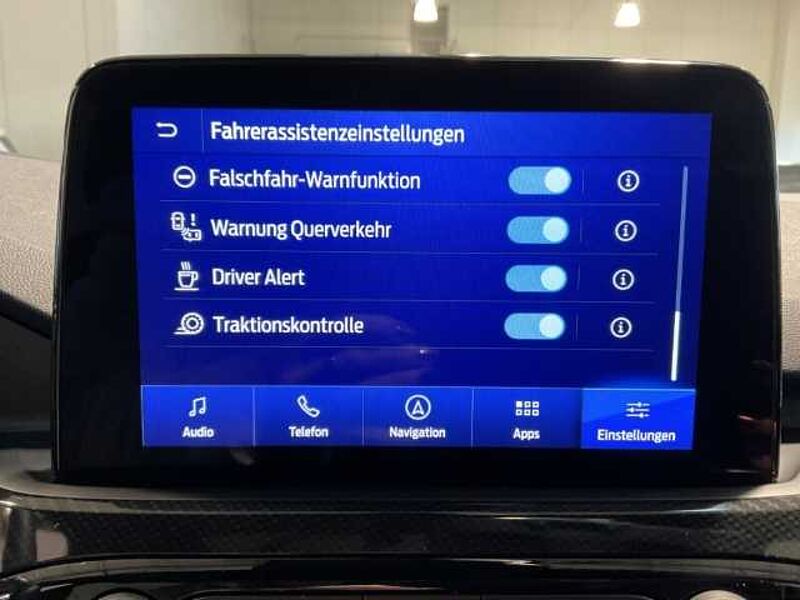 Fahrerassistenzeinstellungen
Falschfahr-Warnfunktion
Warnung Querverkehr
Driver Alert
Traktionskontrolle
Audio Telefon Navigation Apps Einstellungen